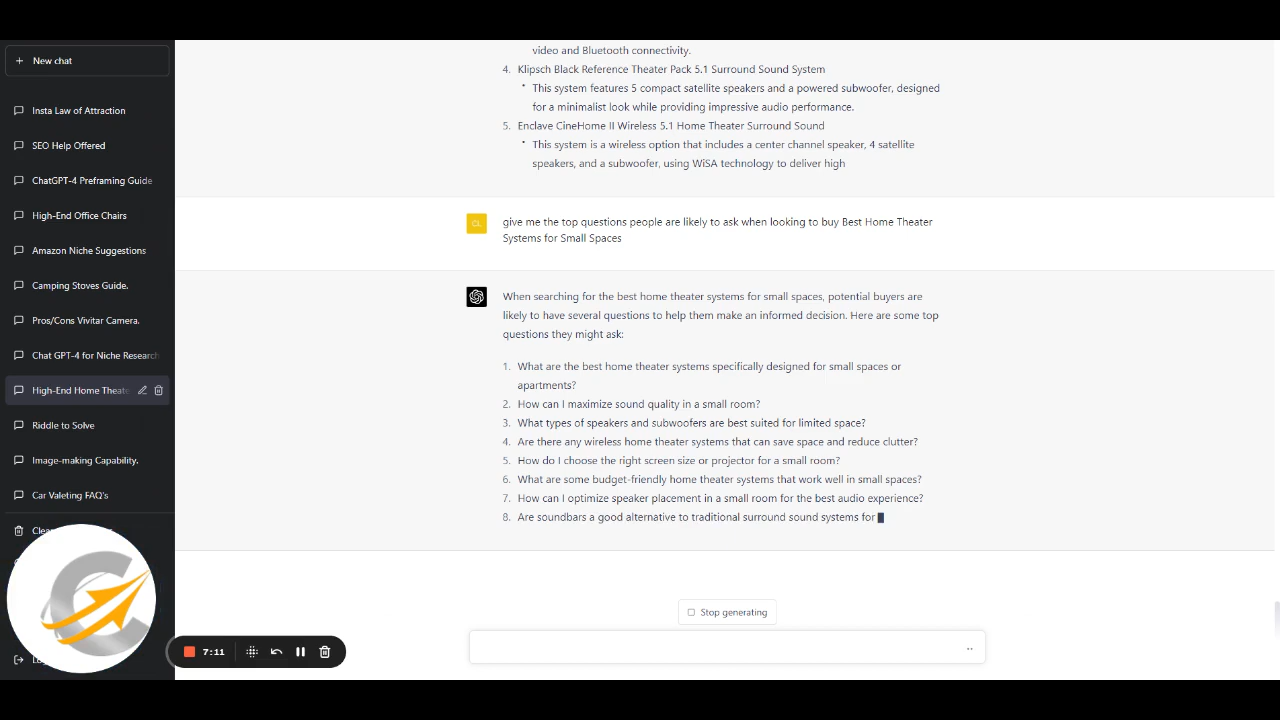 New chat
Insta Law of Attraction
SEO Help Offered
ChatGPT-4 Preframing Guide
High-End Office Chairs
Amazon Niche Suggestions
Camping Stoves Guide.
Pros/Cons Vivitar Camera.
Chat GPT-4 for Niche Research
High-End Home Theate
Riddle to Solve
Image-making Capability.
Car Valeting FAQ's
video and Bluetooth connectivity.
4. Klipsch Black Reference Theater Pack 5.1 Surround Sound System
• This system features 5 compact satellite speakers and a powered subwoofer, designed
for a minimalist look while providing impressive audio performance.
5. Enclave CineHome II Wireless 5.1 Home Theater Surround Sound
• This system is a wireless option that includes a center channel speaker, 4 satellite
speakers, and a subwoofer, using WiSA technology to deliver high
CL
give me the top questions people are likely to ask when looking to buy Best Home Theater
Systems for Small Spaces
When searching for the best home theater systems for small spaces, potential buyers are
likely to have several questions to help them make an informed decision. Here are some top
questions they might ask:
1. What are the best home theater systems specifically designed for small spaces or
apartments?
2. How can I maximize sound quality in a small room?
3. What types of speakers and subwoofers are best suited for limited space?
4. Are there any wireless home theater systems that can save space and reduce clutter?
5. How do I choose the right screen size or projector for a small room?
6. What are some budget-friendly home theater systems that work well in small spaces?
7. How can I optimize speaker placement in a small room for the best audio experience?
8. Are soundbars a good alternative to traditional surround sound systems for
Stop generating
7:11